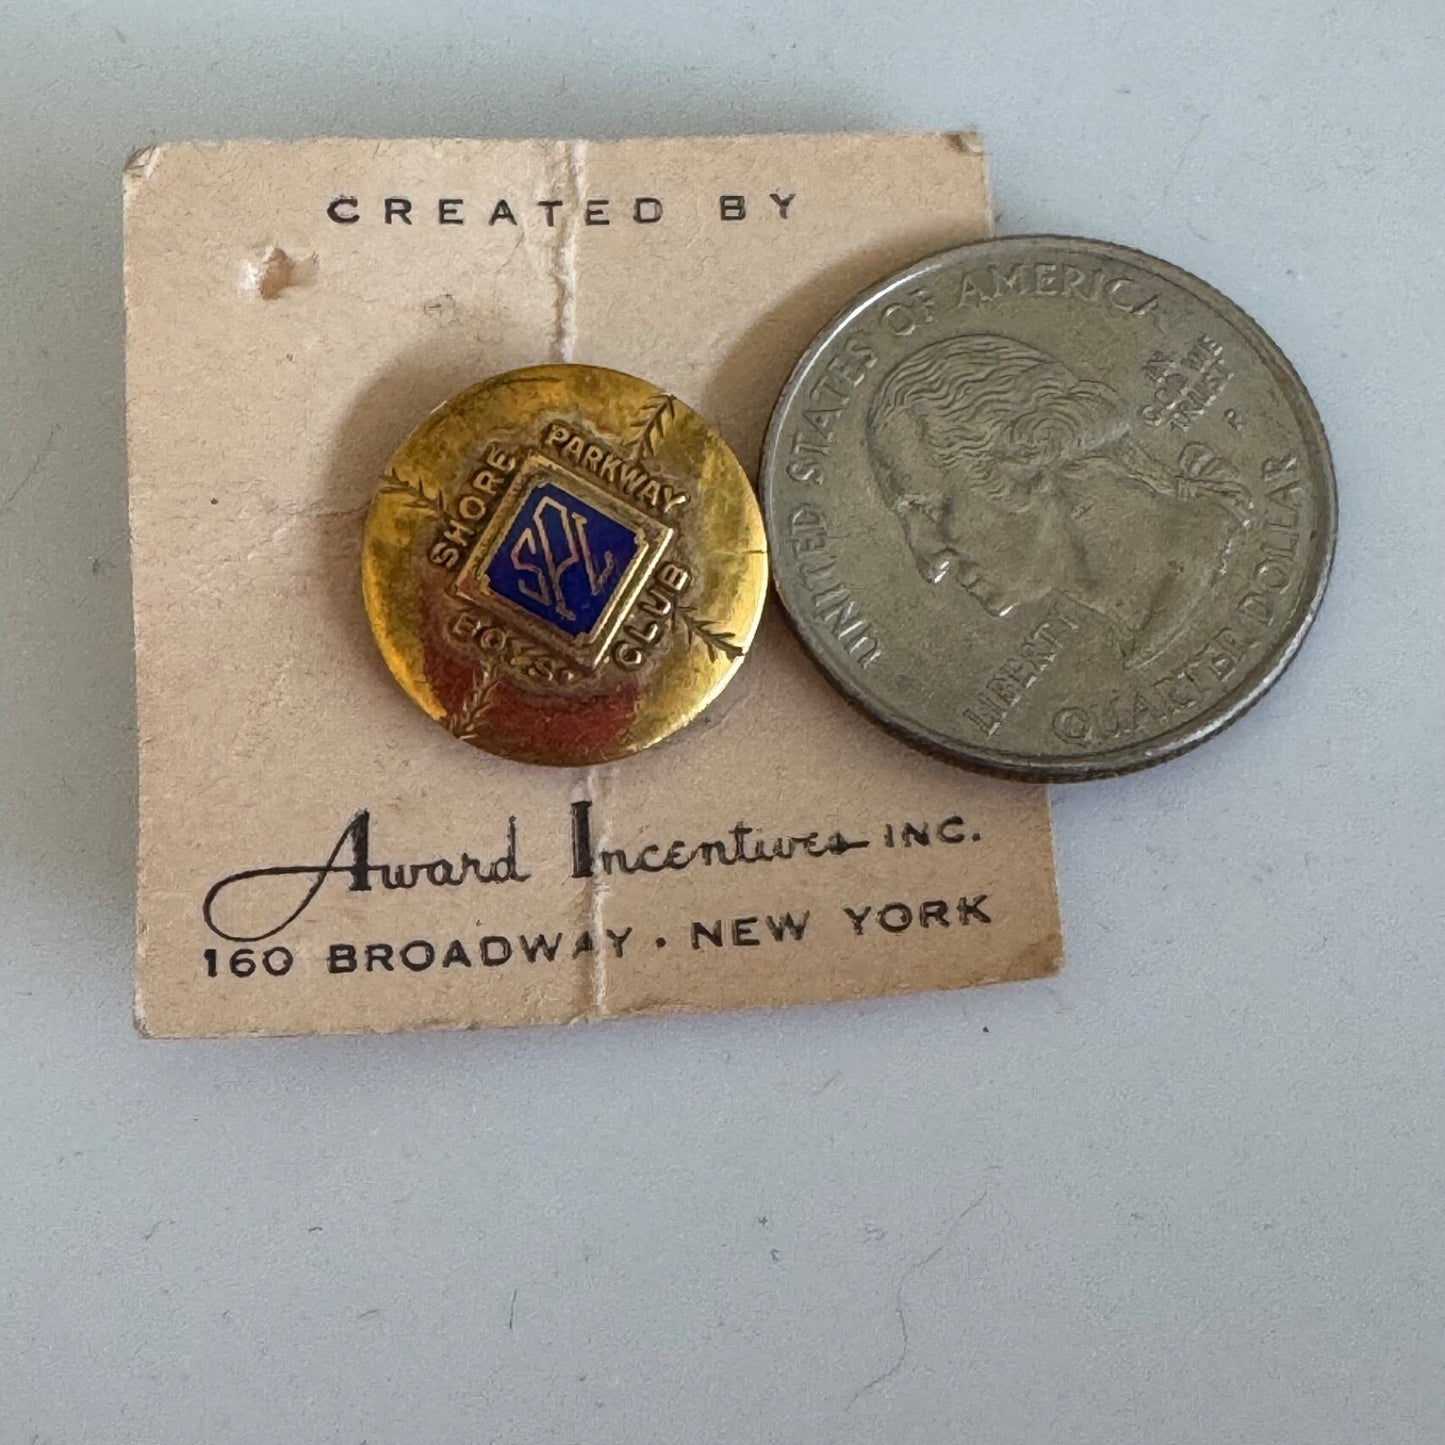 CREATED BY
SHORE
PARKWAY
BOYS.
CLUB
SPL
Award Incentives INC.
160 BROADWAY . NEW YORK
UNITED STATES OF AMERICA
IN
GOD WE
TRUST
P
LIBERTY
QUARTER DOLLAR